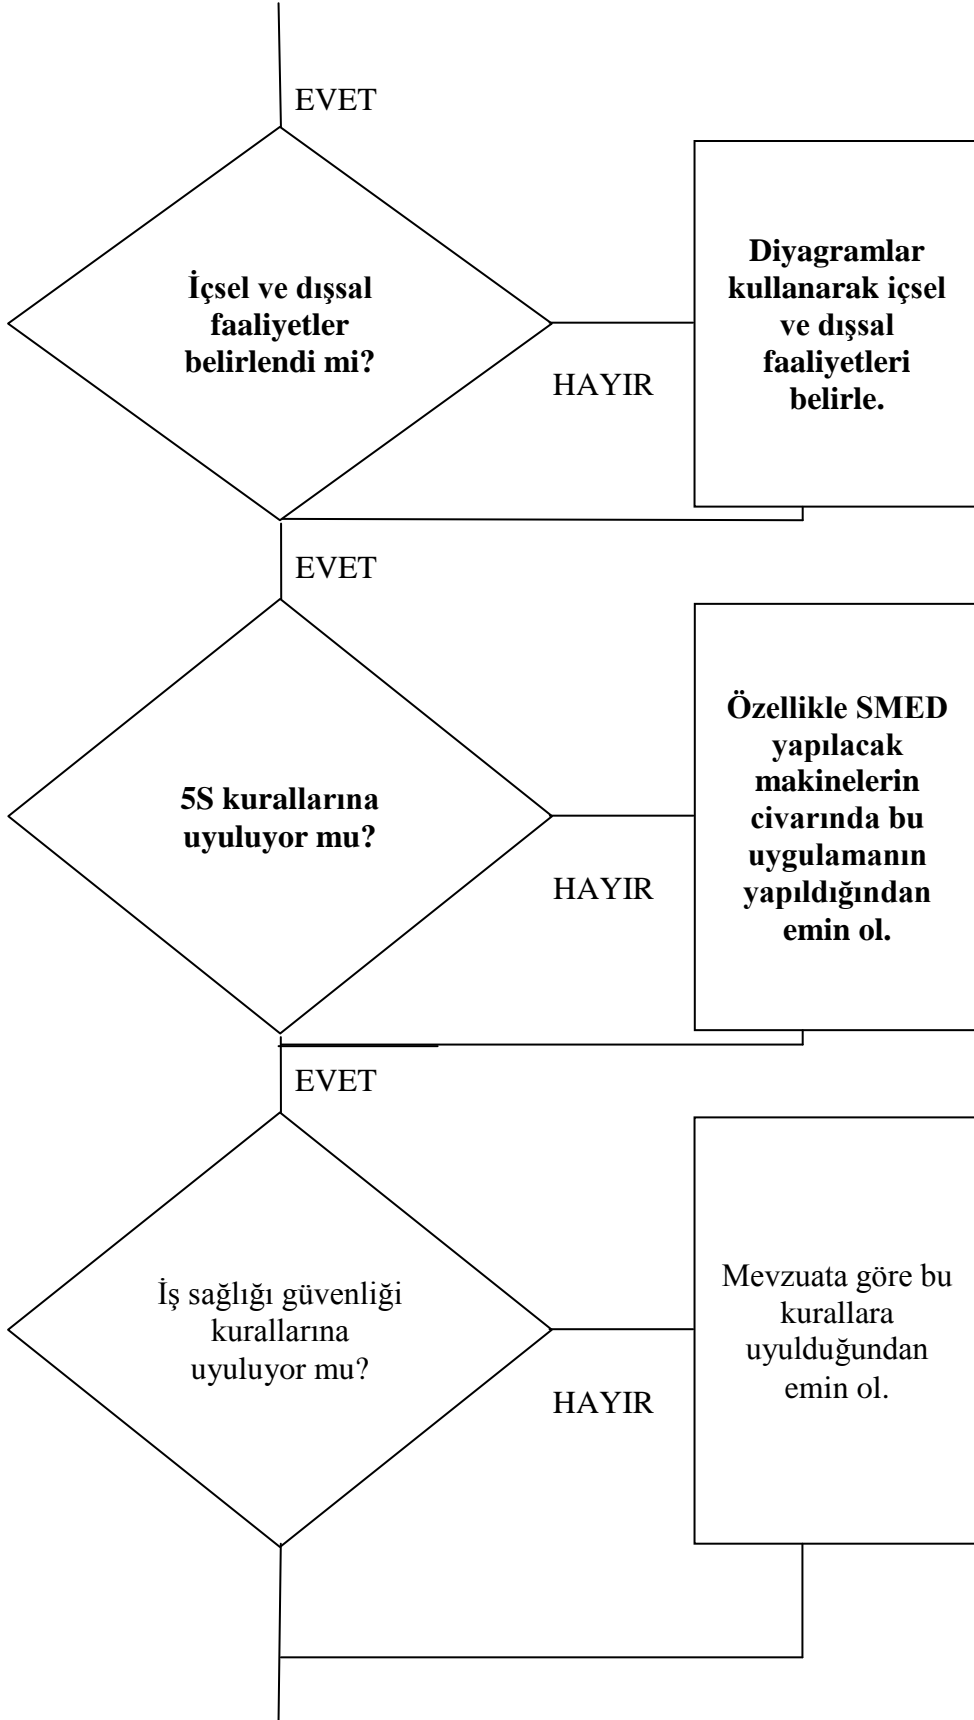 EVET
İçsel ve dışsal
faaliyetler
belirlendi mi?
HAYIR
Diyagramlar
kullanarak içsel
ve dışsal
faaliyetleri
belirle.
EVET
5S kurallarına
uyuluyor mu?
HAYIR
Özellikle SMED
yapılacak
makinelerin
civarında bu
uygulamanın
yapıldığından
emin ol.
EVET
İş sağlığı güvenliği
kurallarına
uyuluyor mu?
HAYIR
Mevzuata göre bu
kurallara
uyulduğundan
emin ol.